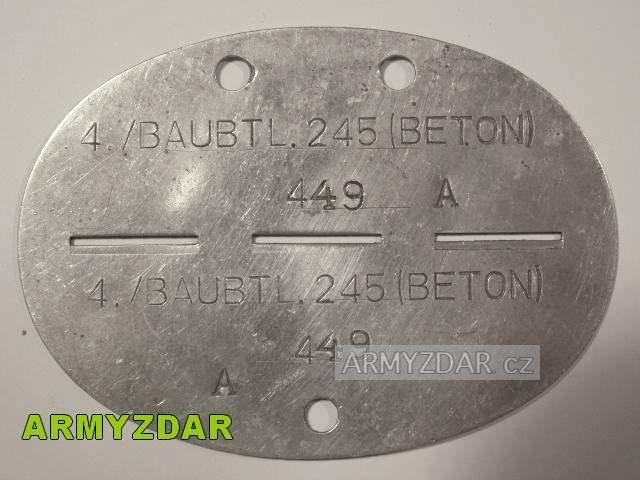 4./BAUBTL.245(BETON)
449 A
4./BAUBTL.245(BETON)
449
ARMYZDAR cz
A
ARMYZDAR